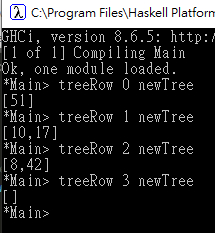 C:\Program Files\Haskell Platform
GHCi, version 8.6.5: http:/
[1 of 1] Compiling Main
Ok, one module loaded.
*Main> treeRow 0 newTree
[51]
*Main> treeRow 1 newTree
[10,17]
*Main> treeRow 2 newTree
[8,42]
*Main> treeRow 3 newTree
[]
*Main>